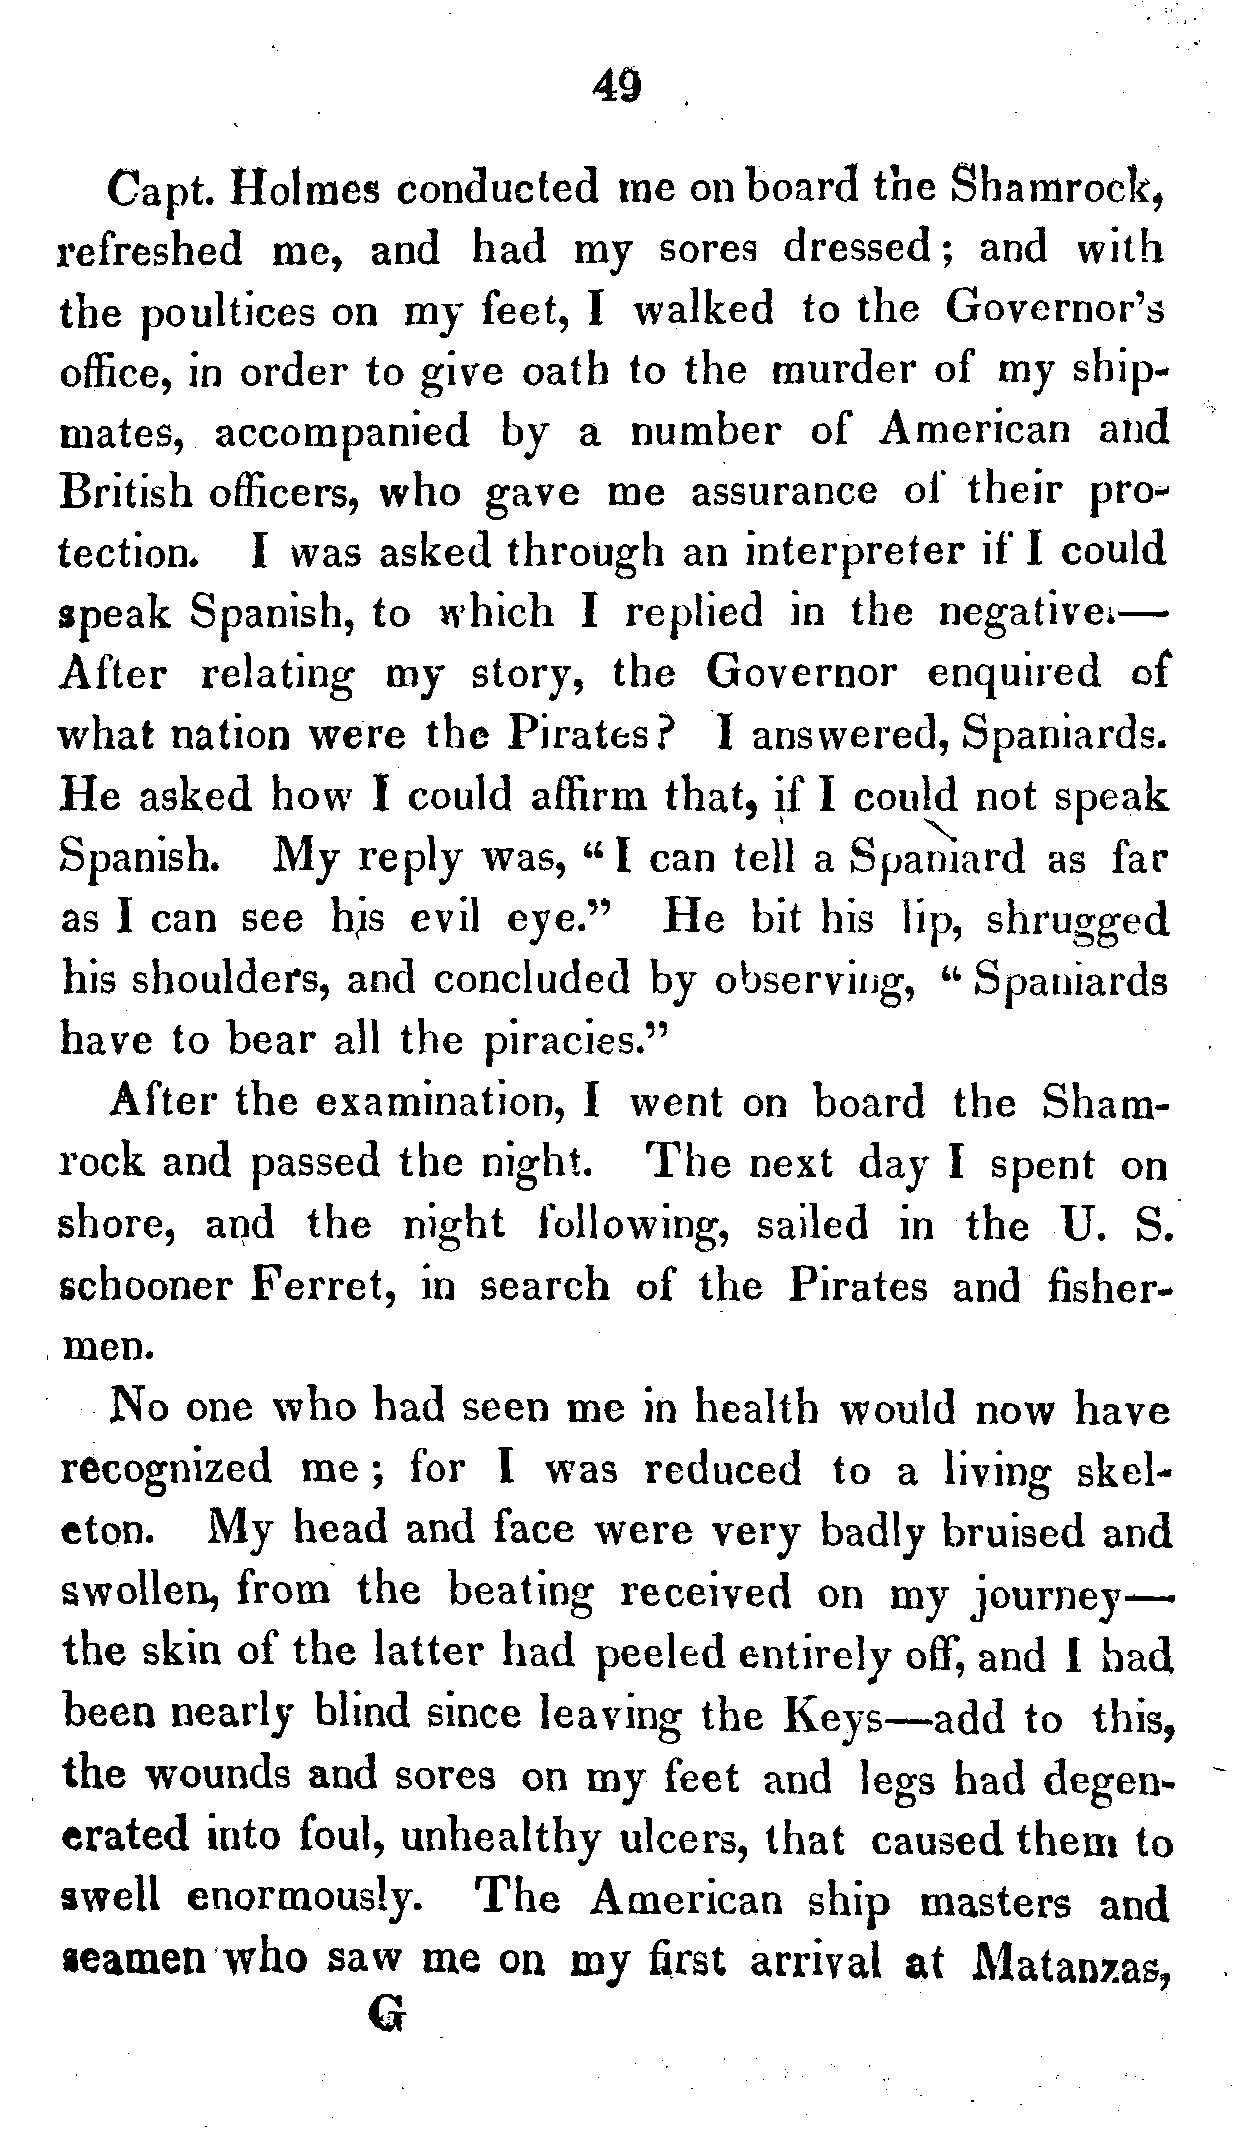 49
Capt. Holmes conducted me on board the Shamrock,
refreshed me, and had my sores dressed; and with
the poultices on my feet, I walked to the Governor's
office, in order to give oath to the murder of my ship-
mates, accompanied by a number of American and
British officers, who gave me assurance of their pro-
tection. I was asked through an interpreter if I could
speak Spanish, to which I replied in the negative.—
After relating my story, the Governor enquired of
what nation were the Pirates? I answered, Spaniards.
He asked how I could affirm that, if I could not speak
Spanish. My reply was, “I can tell a Spaniard as far
as I can see his evil eye.” He bit his lip, shrugged
his shoulders, and concluded by observing, “Spaniards
have to bear all the piracies.”
After the examination, I went on board the Sham-
rock and passed the night. The next day I spent on
shore, and the night following, sailed in the U. S.
schooner Ferret, in search of the Pirates and fisher-
men.
No one who had seen me in health would now have
recognized me; for I was reduced to a living skel-
eton. My head and face were very badly bruised and
swollen, from the beating received on my journey—
the skin of the latter had peeled entirely off, and I had
been nearly blind since leaving the Keys—add to this,
the wounds and sores on my feet and legs had degen-
erated into foul, unhealthy ulcers, that caused them to
swell enormously. The American ship masters and
seamen who saw me on my first arrival at Matanzas,
G